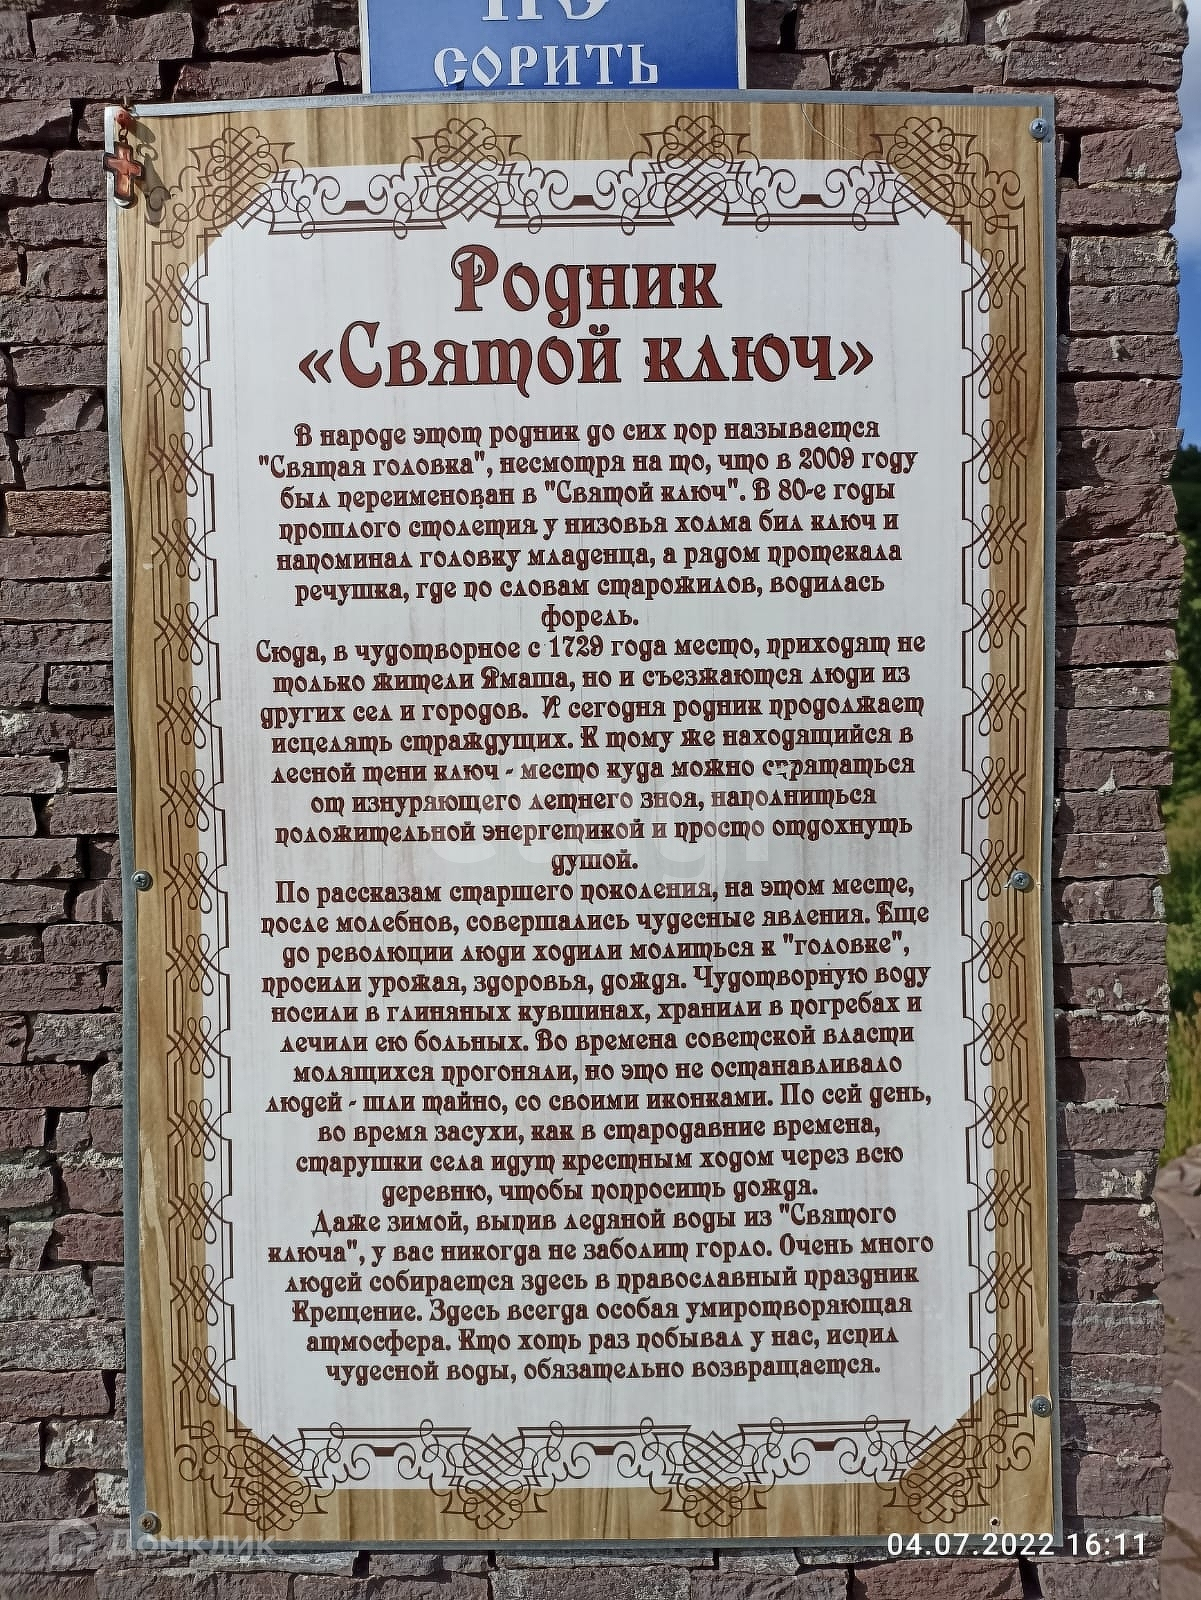 НЭ
СОРИТЬ
Родник
«Святой ключ»
В народе этот родник до сих пор называется
"Святая головка", несмотря на то, что в 2009 году
был переименован в "Святой ключ". В 80-е годы
прошлого столетия у низовья холма бил ключ и
напоминал головку младенца, а рядом протекала
речушка, где по словам старожилов, водилась
форель.
Сюда, в чудотворное с 1729 года место, приходят не
только жители Ямаша, но и съезжаются люди из
других сел и городов. И сегодня родник продолжает
исцелять страждущих. К тому же находящийся в
лесной тени ключ - место куда можно спрятаться
от изнуряющего летнего зноя, наполниться
положительной энергетикой и просто отдохнуть
душой.
По рассказам старшего поколения, на этом месте,
после молебнов, совершались чудесные явления. Еще
до революции люди ходили молиться к "головке",
просили урожая, здоровья, дождя. Чудотворную воду
носили в глиняных кувшинах, хранили в погребах и
лечили ею больных. Во времена советской власти
молящихся прогоняли, но это не останавливало
людей - шли тайно, со своими иконками. По сей день,
во время засухи, как в стародавние времена,
старушки села идут крестным ходом через всю
деревню, чтобы попросить дождя.
Даже зимой, выпив ледяной воды из "Святого
ключа", у вас никогда не заболит горло. Очень много
людей собирается здесь в православный праздник
Крещение. Здесь всегда особая умиротворяющая
атмосфера. Кто хоть раз побывал у нас, испил
чудесной воды, обязательно возвращается.
Домклик
04.07.2022 16:11